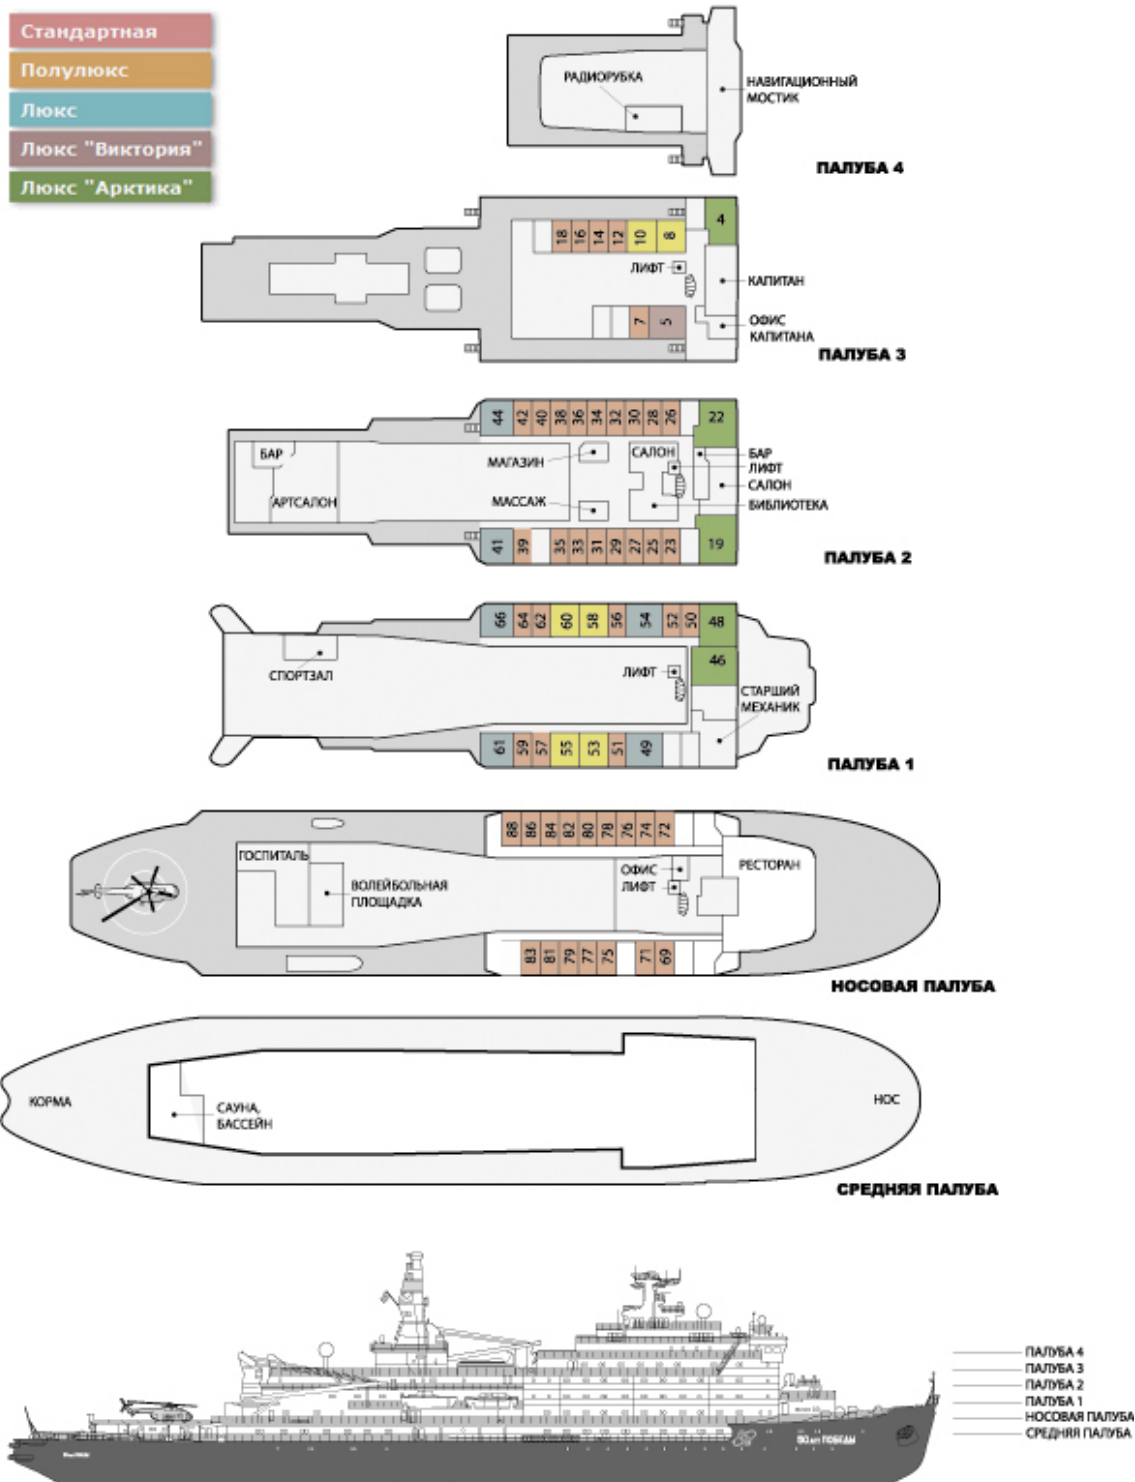 Стандартная
Полулюкс
Люкс
Люкс "Виктория"
Люкс "Арктика"
РАДИОРУБКА
НАВИГАЦИОННЫЙ
МОСТИК
ПАЛУБА 4
18 16 14 12 10 8 4
ЛИФТ
КАПИТАН
7 5
ОФИС
КАПИТАНА
ПАЛУБА 3
44 42 40 38 36 34 32 30 28 26 22
БАР
МАГАЗИН
САЛОН
БАР
ЛИФТ
САЛОН
АРТСАЛОН
МАССАЖ
БИБЛИОТЕКА
41 39 35 33 31 29 27 25 23 19
ПАЛУБА 2
66 64 62 60 58 56 54 52 50 48
46
СПОРТЗАЛ
ЛИФТ
СТАРШИЙ
МЕХАНИК
61 59 57 55 53 51 49
ПАЛУБА 1
88 86 84 82 80 78 76 74 72
ГОСПИТАЛЬ
ВОЛЕЙБОЛЬНАЯ
ПЛОЩАДКА
ОФИС
ЛИФТ
РЕСТОРАН
83 81 79 77 75 71 69
НОСОВАЯ ПАЛУБА
КОРМА
САУНА,
БАССЕЙН
НОС
СРЕДНЯЯ ПАЛУБА
ПАЛУБА 4
ПАЛУБА 3
ПАЛУБА 2
ПАЛУБА 1
НОСОВАЯ ПАЛУБА
СРЕДНЯЯ ПАЛУБА
50 лет ПОБЕДЫ